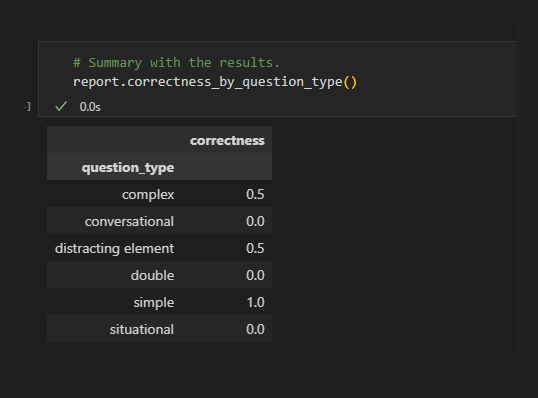 # Summary with the results.
report.correctness_by_question_type()
] 0.0s
correctness
question_type
complex 0.5
conversational 0.0
distracting element 0.5
double 0.0
simple 1.0
situational 0.0